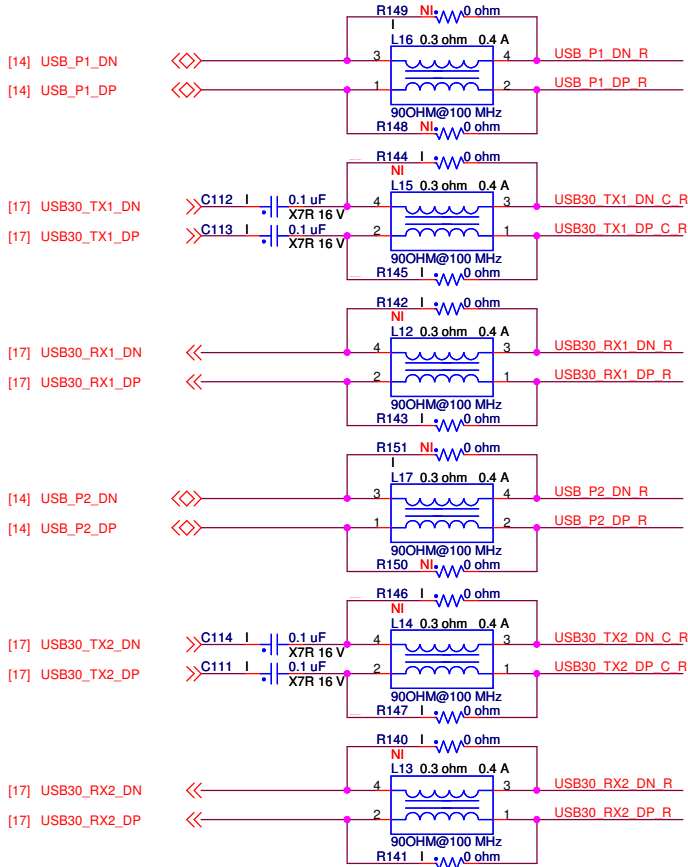 R149 NI 0 ohm
I
L16 0.3 ohm 0.4 A
[14] USB_P1_DN 3 4 USB_P1_DN_R
[14] USB_P1_DP 1 2 USB_P1_DP_R
90OHM@100 MHz
R148 NI 0 ohm
R144 I 0 ohm
NI
L15 0.3 ohm 0.4 A
[17] USB30_TX1_DN C112 I 0.1 uF 4 3 USB30_TX1_DN_C_R
X7R 16 V
[17] USB30_TX1_DP C113 I 0.1 uF 2 1 USB30_TX1_DP_C_R
X7R 16 V
90OHM@100 MHz
R145 I 0 ohm
R142 I 0 ohm
NI
L12 0.3 ohm 0.4 A
[17] USB30_RX1_DN 4 3 USB30_RX1_DN_R
[17] USB30_RX1_DP 2 1 USB30_RX1_DP_R
90OHM@100 MHz
R143 I 0 ohm
R151 NI 0 ohm
I
L17 0.3 ohm 0.4 A
[14] USB_P2_DN 3 4 USB_P2_DN_R
[14] USB_P2_DP 1 2 USB_P2_DP_R
90OHM@100 MHz
R150 NI 0 ohm
R146 I 0 ohm
NI
L14 0.3 ohm 0.4 A
[17] USB30_TX2_DN C114 I 0.1 uF 4 3 USB30_TX2_DN_C_R
X7R 16 V
[17] USB30_TX2_DP C111 I 0.1 uF 2 1 USB30_TX2_DP_C_R
X7R 16 V
90OHM@100 MHz
R147 I 0 ohm
R140 I 0 ohm
NI
L13 0.3 ohm 0.4 A
[17] USB30_RX2_DN 4 3 USB30_RX2_DN_R
[17] USB30_RX2_DP 2 1 USB30_RX2_DP_R
90OHM@100 MHz
R141 I 0 ohm